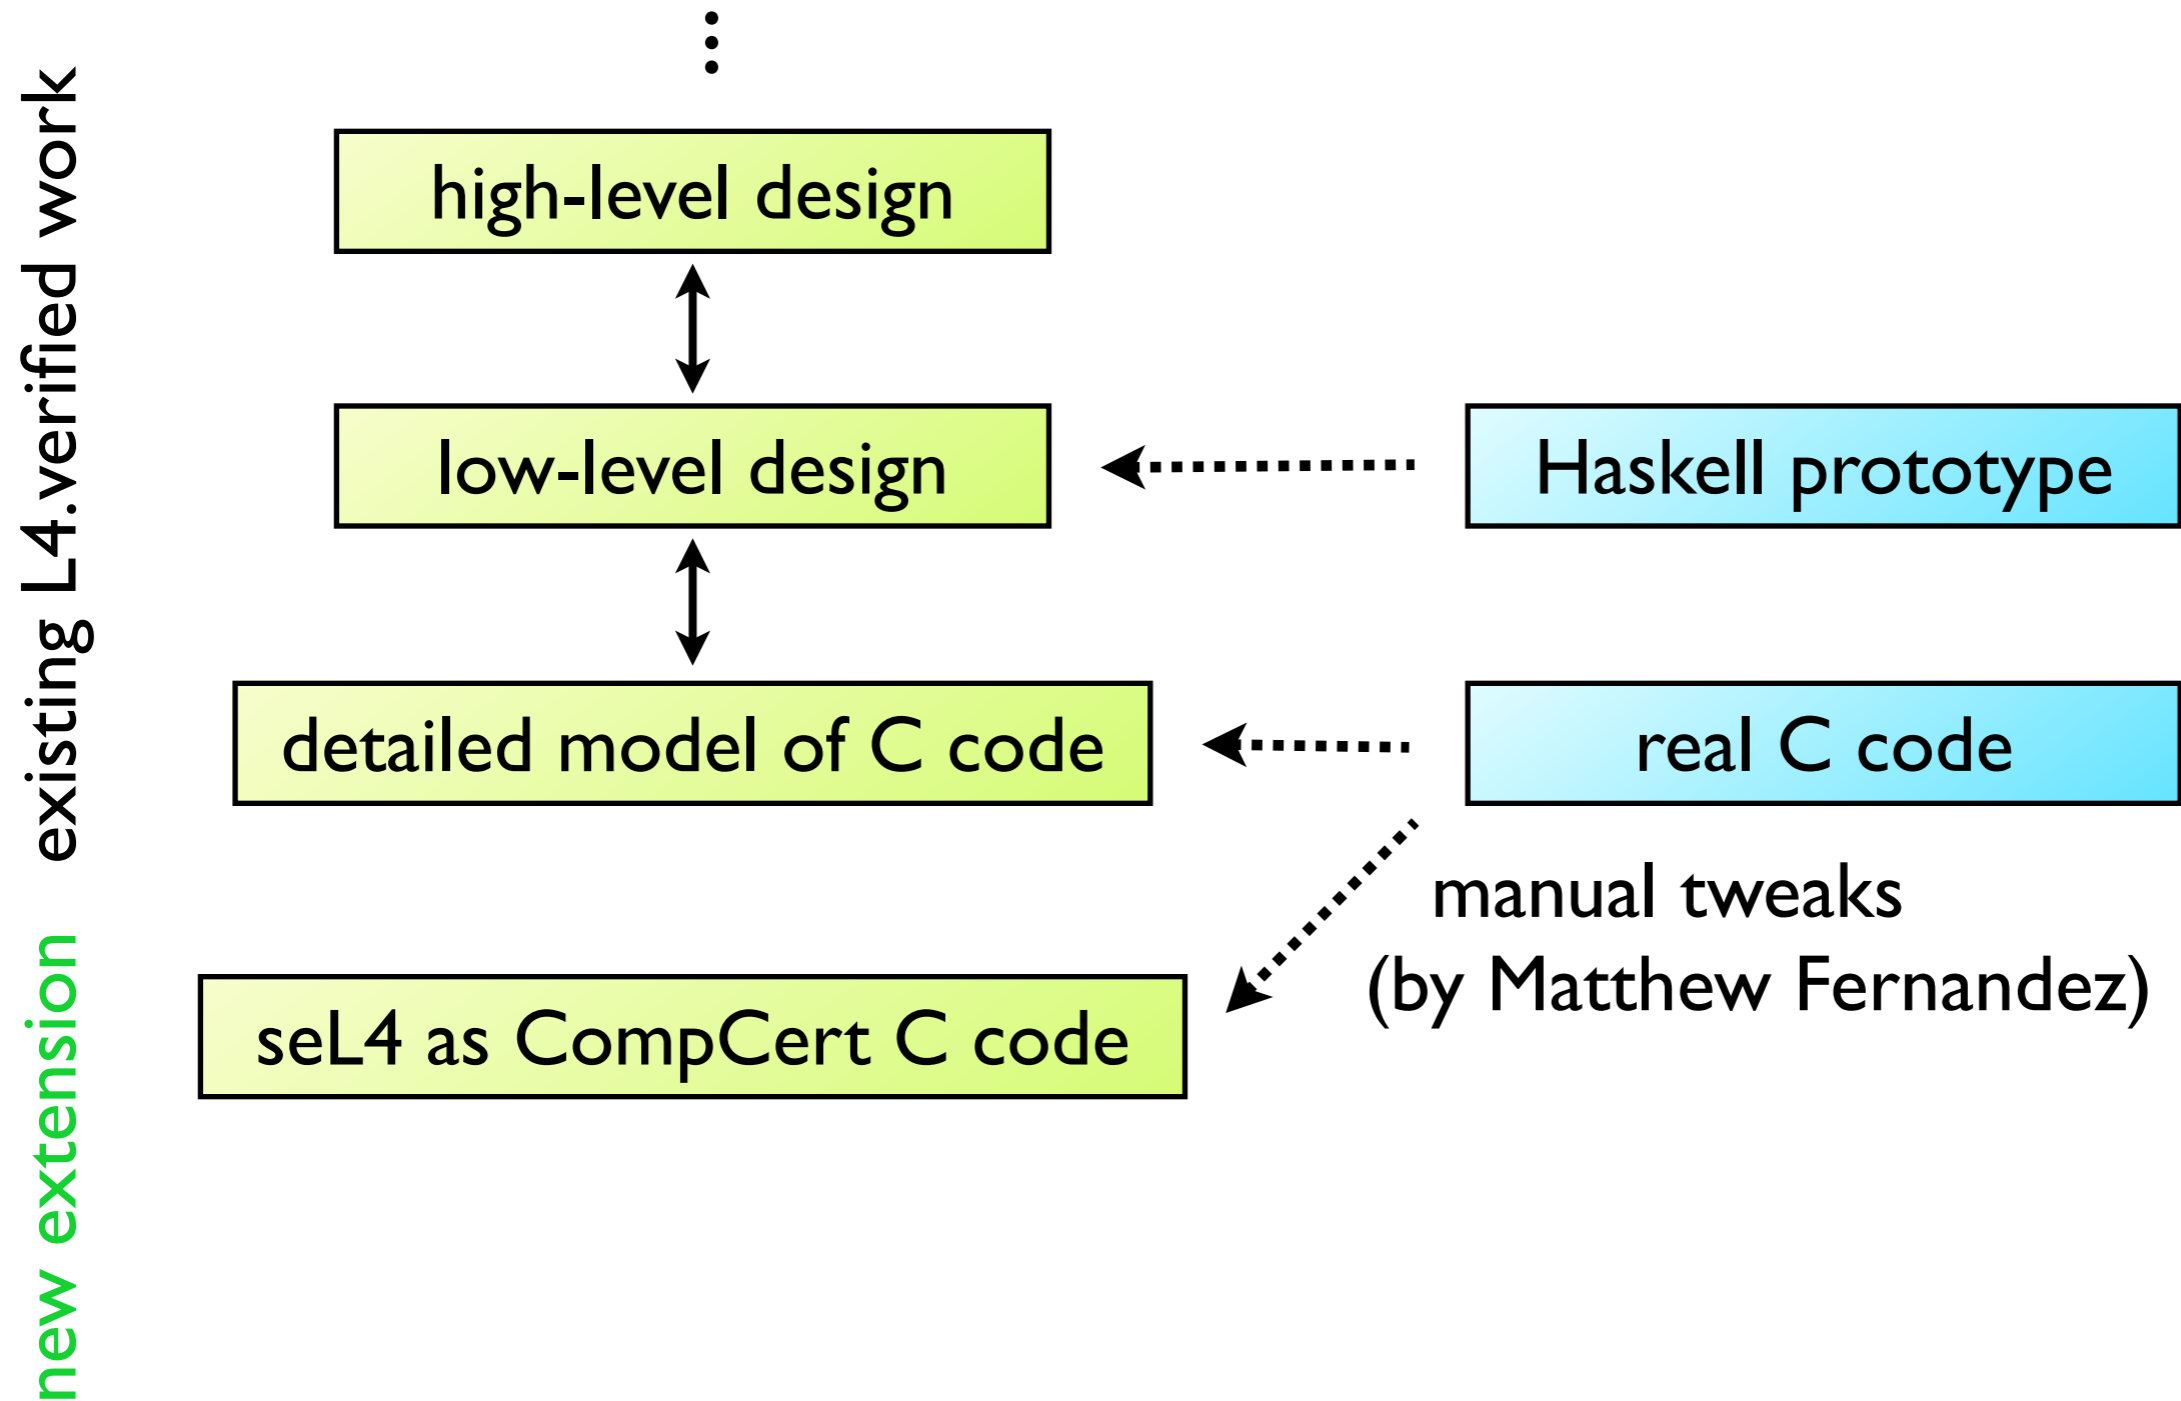 high-level design
low-level design
Haskell prototype
detailed model of C code
real C code
manual tweaks
(by Matthew Fernandez)
seL4 as CompCert C code
existing L4.verified work
new extension